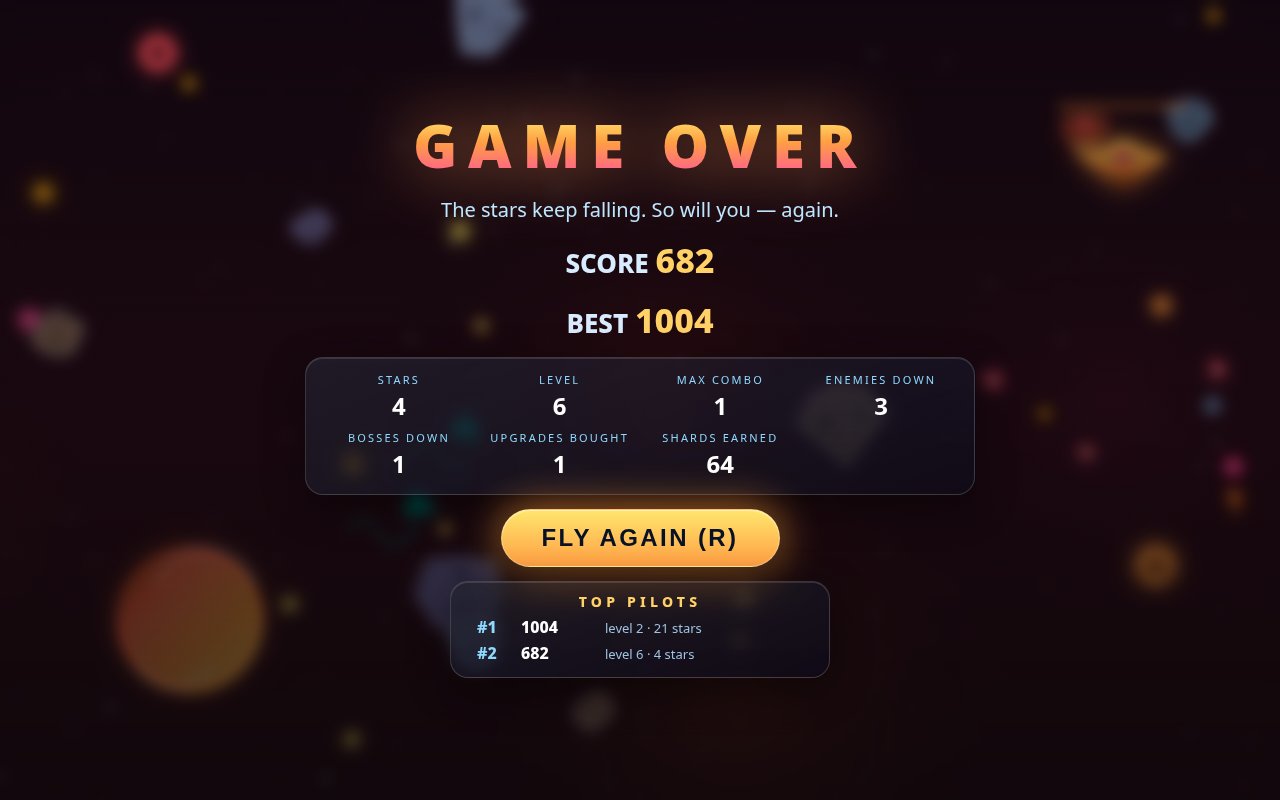 GAME OVER
The stars keep falling. So will you — again.
SCORE 682
BEST 1004
STARS LEVEL MAX COMBO ENEMIES DOWN
4 6 1 3
BOSSES DOWN UPGRADES BOUGHT SHARDS EARNED
1 1 64
FLY AGAIN (R)
TOP PILOTS
#1 1004 level 2 · 21 stars
#2 682 level 6 · 4 stars